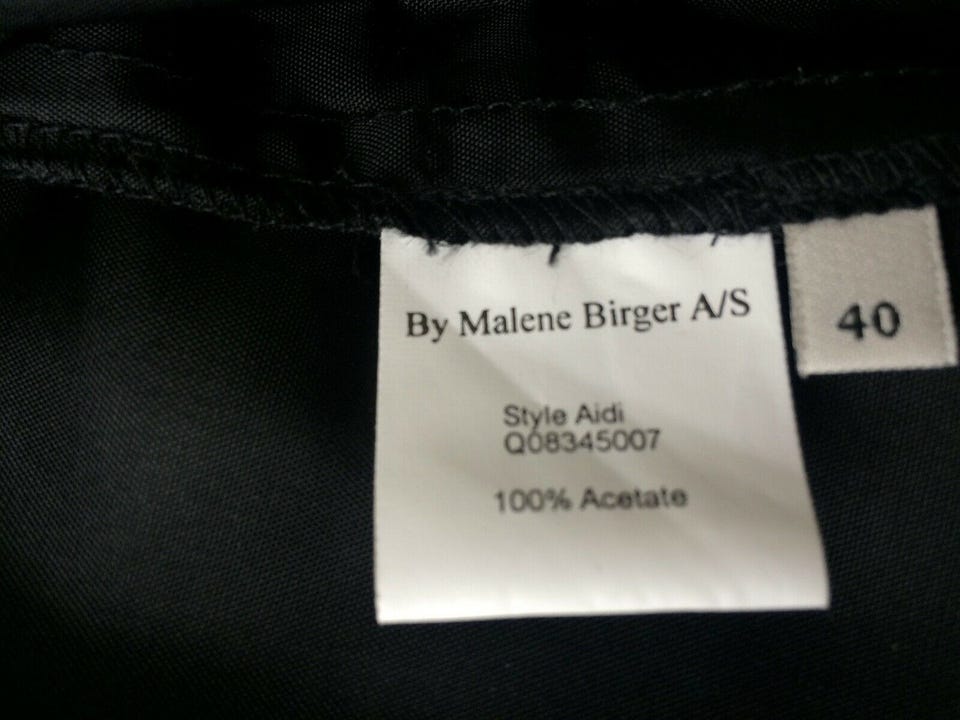 By Malene Birger A/S
40
Style Aidi
Q08345007
100% Acetate